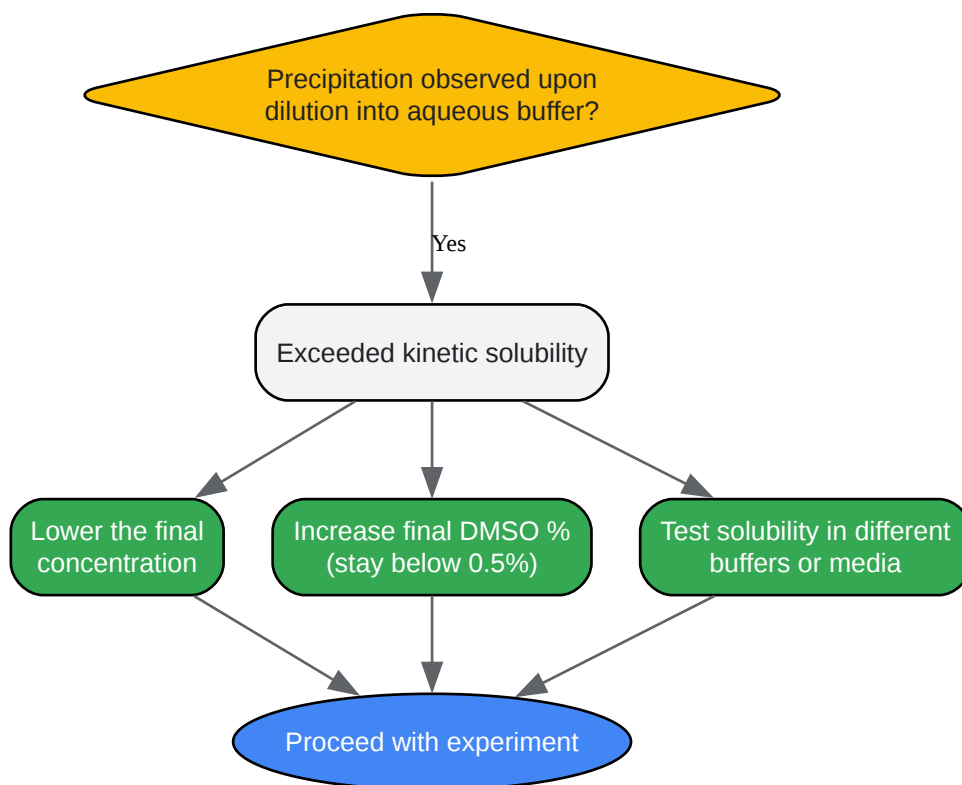 Precipitation observed upon
dilution into aqueous buffer?
Yes
Exceeded kinetic solubility
Lower the final
concentration
Increase final DMSO %
(stay below 0.5%)
Test solubility in different
buffers or media
Proceed with experiment